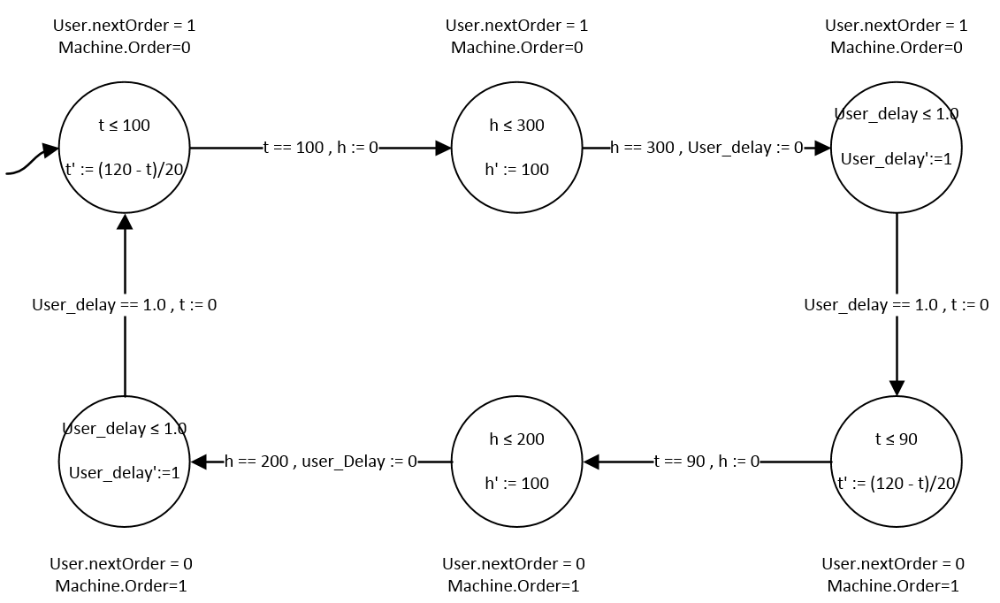 User.nextOrder = 1
Machine.Order=0
User.nextOrder = 1
Machine.Order=0
User.nextOrder = 1
Machine.Order=0
t ≤ 100
t' := (120 - t)/20
t == 100 , h := 0
h ≤ 300
h' := 100
h == 300 , User_delay := 0
User_delay ≤ 1.0
User_delay':=1
User_delay == 1.0 , t := 0
User_delay == 1.0 , t := 0
User_delay ≤ 1.0
User_delay':=1
h == 200 , user_Delay := 0
h ≤ 200
h' := 100
t == 90 , h := 0
t ≤ 90
t' := (120 - t)/20
User.nextOrder = 0
Machine.Order=1
User.nextOrder = 0
Machine.Order=1
User.nextOrder = 0
Machine.Order=1